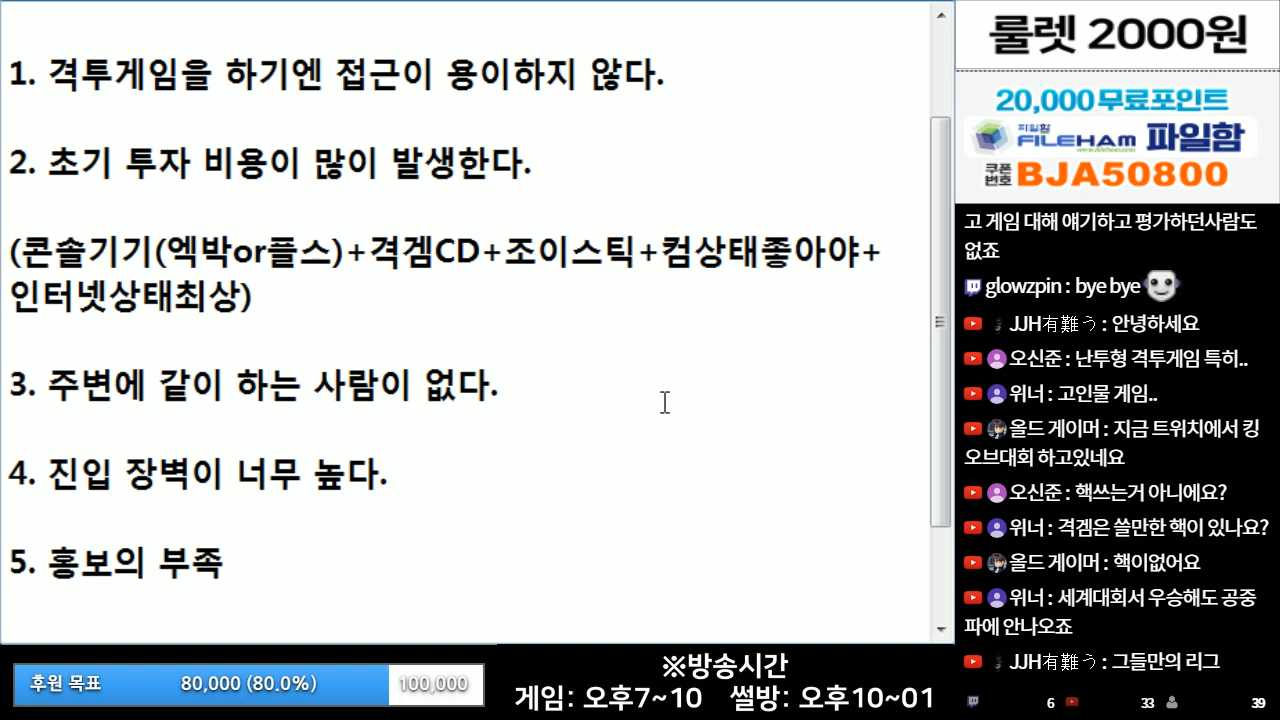 1. 격투게임을 하기엔 접근이 용이하지 않다.
2. 초기 투자 비용이 많이 발생한다.
(콘솔기기(엑박or플스)+격겜CD+조이스틱+컴상태좋아야+
인터넷상태최상)
3. 주변에 같이 하는 사람이 없다.
4. 진입 장벽이 너무 높다.
5. 홍보의 부족
룰렛 2000원
20,000무료포인트
파일함
FILEHAM 파일함
쿠폰
번호 BJA50800
고 게임 대해 얘기하고 평가하던사람도
없죠
glowzpin : bye bye
JJH有難う : 안녕하세요
오신준 : 난투형 격투게임 특히..
위너 : 고인물 게임..
올드 게이머 : 지금 트위치에서 킹
오브대회 하고있네요
오신준 : 핵쓰는거 아니에요?
위너 : 격겜은 쓸만한 핵이 있나요?
올드 게이머 : 핵이없어요
위너 : 세계대회서 우승해도 공중
파에 안나오죠
JJH有難う : 그들만의 리그
6 33 39
후원 목표 80,000 (80.0%) 100,000
※방송시간
게임: 오후7~10 썰방: 오후10~01